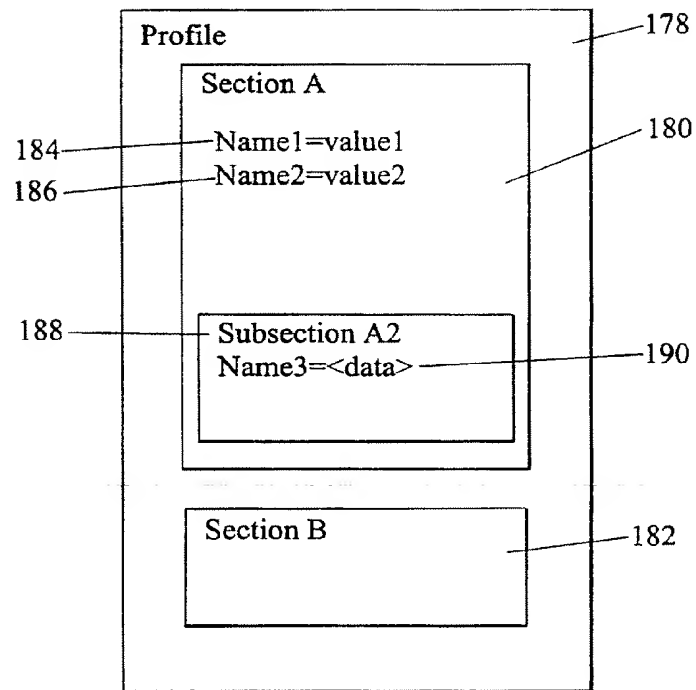 Profile
178
Section A
184
Name1=value1
180
186
Name2=value2
188
Subsection A2
Name3=<data>
190
Section B
182